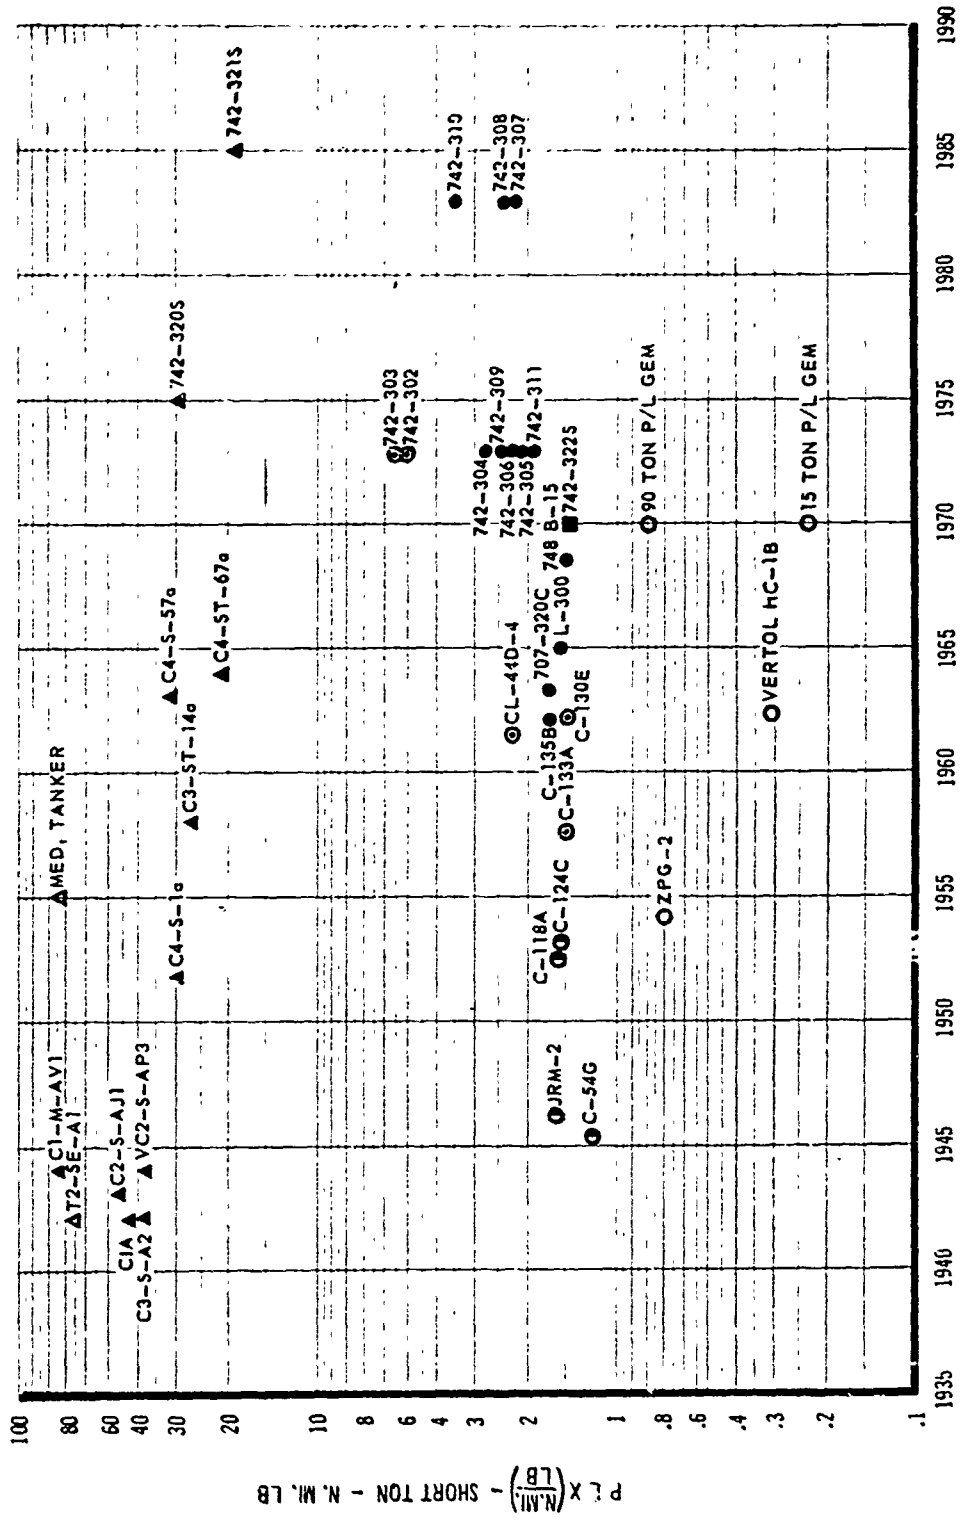 C1-M-AV1
T2-SE-A1
C2-S-AJ1
C1A
VC2-S-AP3
C3-S-A2
MED, TANKER
C4-S-1a
C3-ST-14a
C4-S-57a
C4-ST-67a
742-320S
742-321S
742-303
742-302
742-310
742-308
742-307
742-304
742-309
742-306
742-305
742-311
748 B-15
742-322S
CL-44D-4
707-320C
L-300
C-135B
C-133A
C-130E
C-118A
C-124C
JRM-2
C-54G
ZPG-2
90 TON P/L GEM
15 TON P/L GEM
VERTOL HC-1B
100
80
60
40
30
20
10
8
6
4
3
2
1
.8
.6
.4
.3
.2
.1
1935
1940
1945
1950
1955
1960
1965
1970
1975
1980
1985
1990
X (N.MI./LB) - SHORT TON - N. MI. LB